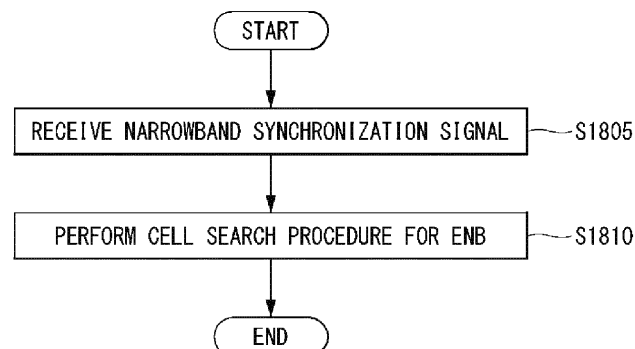 START
RECEIVE NARROWBAND SYNCHRONIZATION SIGNAL
S1805
PERFORM CELL SEARCH PROCEDURE FOR ENB
S1810
END